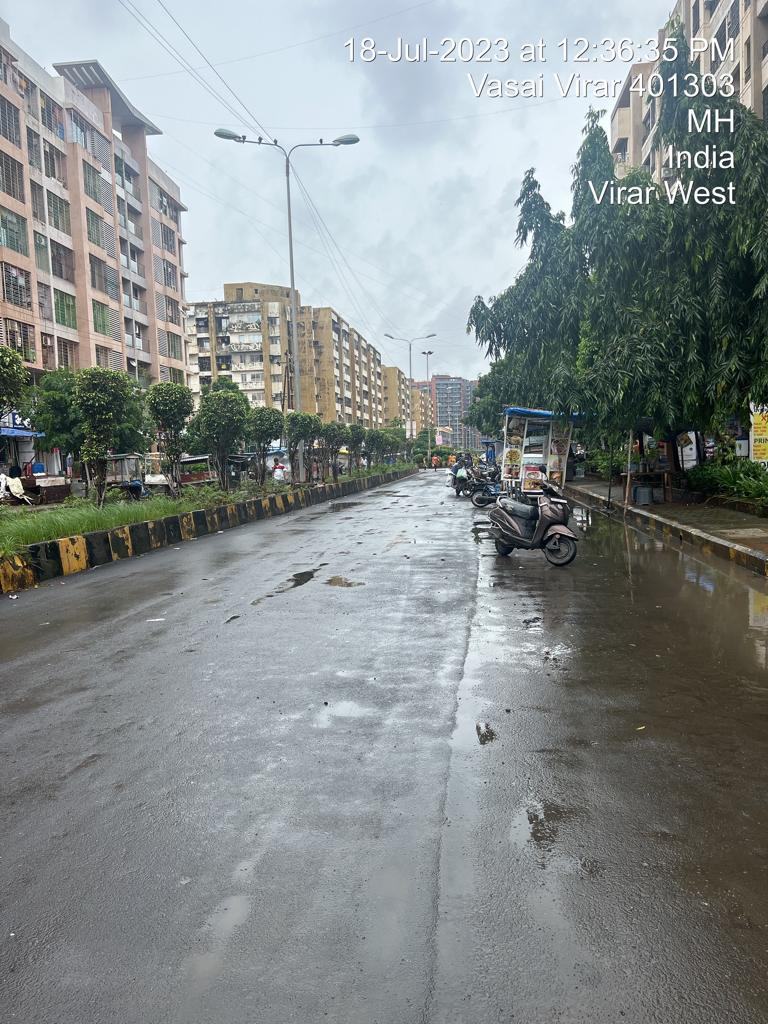 18-Jul-2023 at 12:36:35 PM
Vasai Virar 401303
MH
India
Virar West